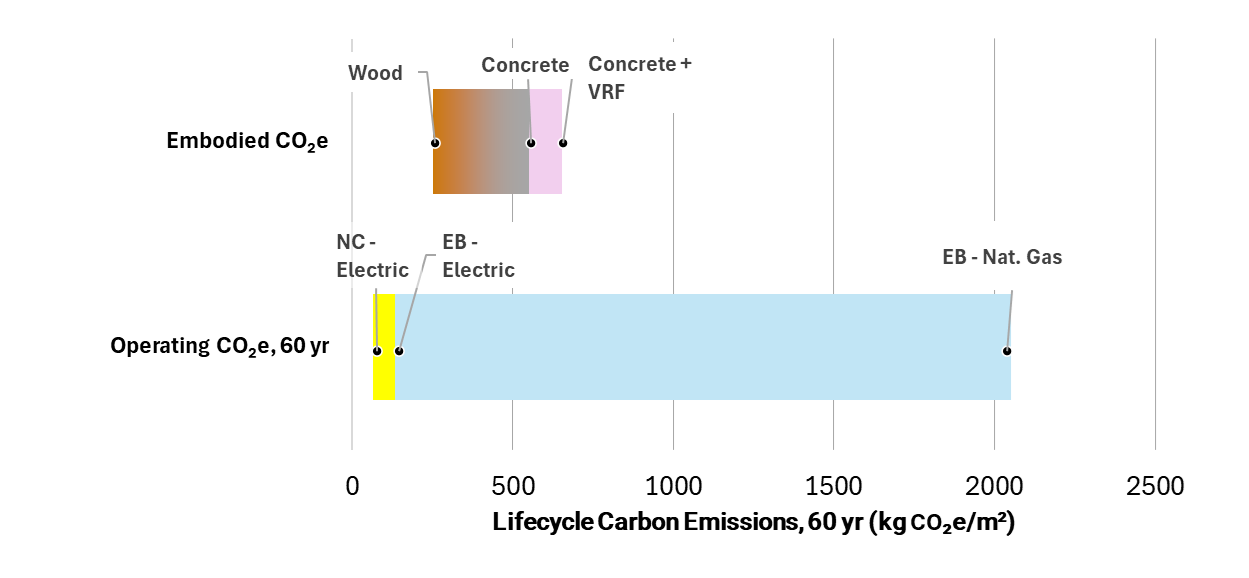 Wood
Concrete
Concrete +
VRF
Embodied CO₂e
NC -
Electric
EB -
Electric
EB - Nat. Gas
Operating CO₂e, 60 yr
0 500 1000 1500 2000 2500
Lifecycle Carbon Emissions, 60 yr (kg CO₂e/m²)